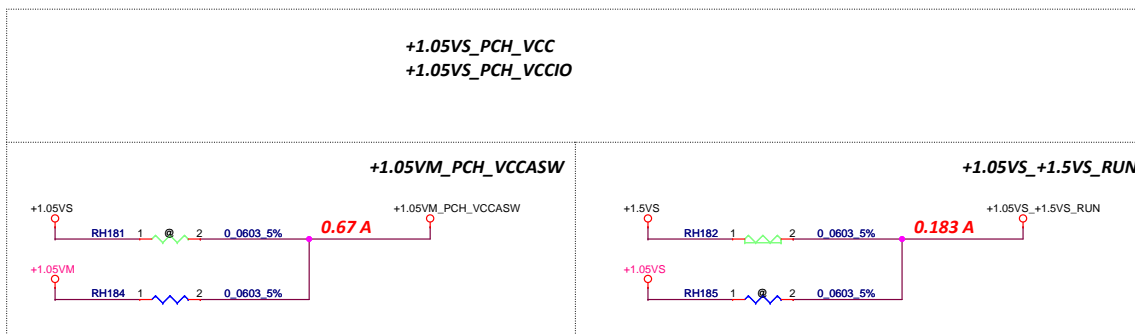 +1.05VS_PCH_VCC
+1.05VS_PCH_VCCIO
+1.05VM_PCH_VCCASW
+1.05VS
+1.05VM_PCH_VCCASW
RH181 1 @ 2 0_0603_5% 0.67 A
+1.05VM
RH184 1 2 0_0603_5%
+1.05VS_+1.5VS_RUN
+1.5VS
+1.05VS_+1.5VS_RUN
RH182 1 2 0_0603_5% 0.183 A
+1.05VS
RH185 1 @ 2 0_0603_5%